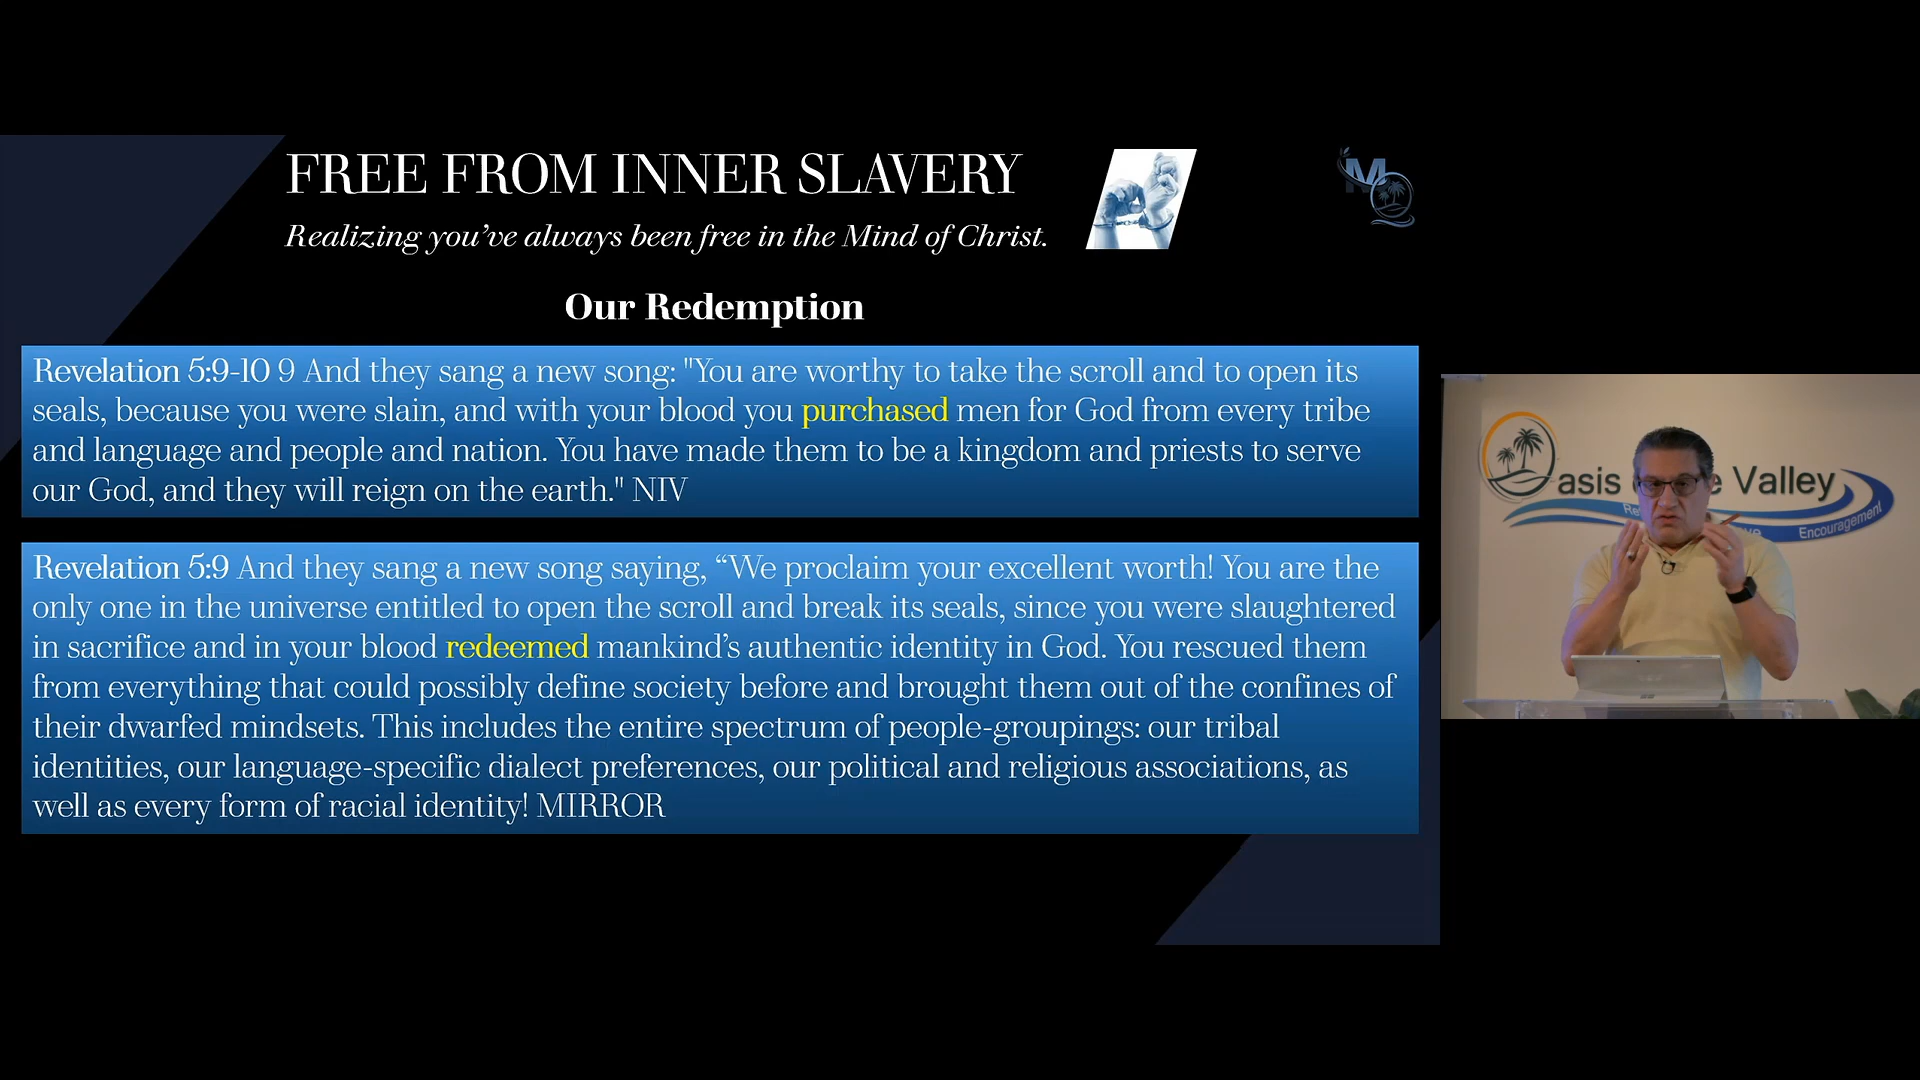 FREE FROM INNER SLAVERY
Realizing you’ve always been free in the Mind of Christ.
M
Our Redemption
Revelation 5:9-10 9 And they sang a new song: "You are worthy to take the scroll and to open its
seals, because you were slain, and with your blood you purchased men for God from every tribe
and language and people and nation. You have made them to be a kingdom and priests to serve
our God, and they will reign on the earth." NIV
Revelation 5:9 And they sang a new song saying, “We proclaim your excellent worth! You are the
only one in the universe entitled to open the scroll and break its seals, since you were slaughtered
in sacrifice and in your blood redeemed mankind’s authentic identity in God. You rescued them
from everything that could possibly define society before and brought them out of the confines of
their dwarfed mindsets. This includes the entire spectrum of people-groupings: our tribal
identities, our language-specific dialect preferences, our political and religious associations, as
well as every form of racial identity! MIRROR
asis Valley
Encouragement